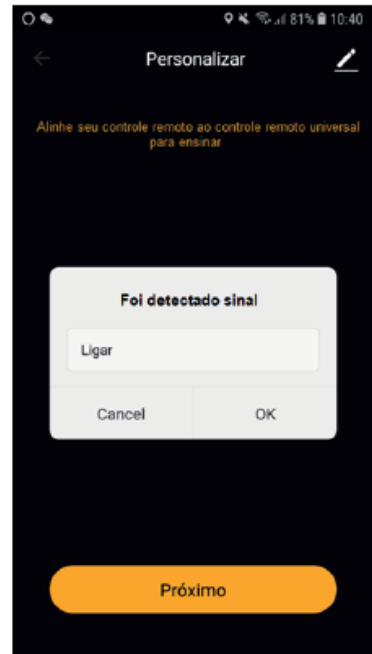 81% 10:40
Personalizar
Alinhe seu controle remoto ao controle remoto universal
para ensinar
Foi detectado sinal
Ligar
Cancel OK
Próximo